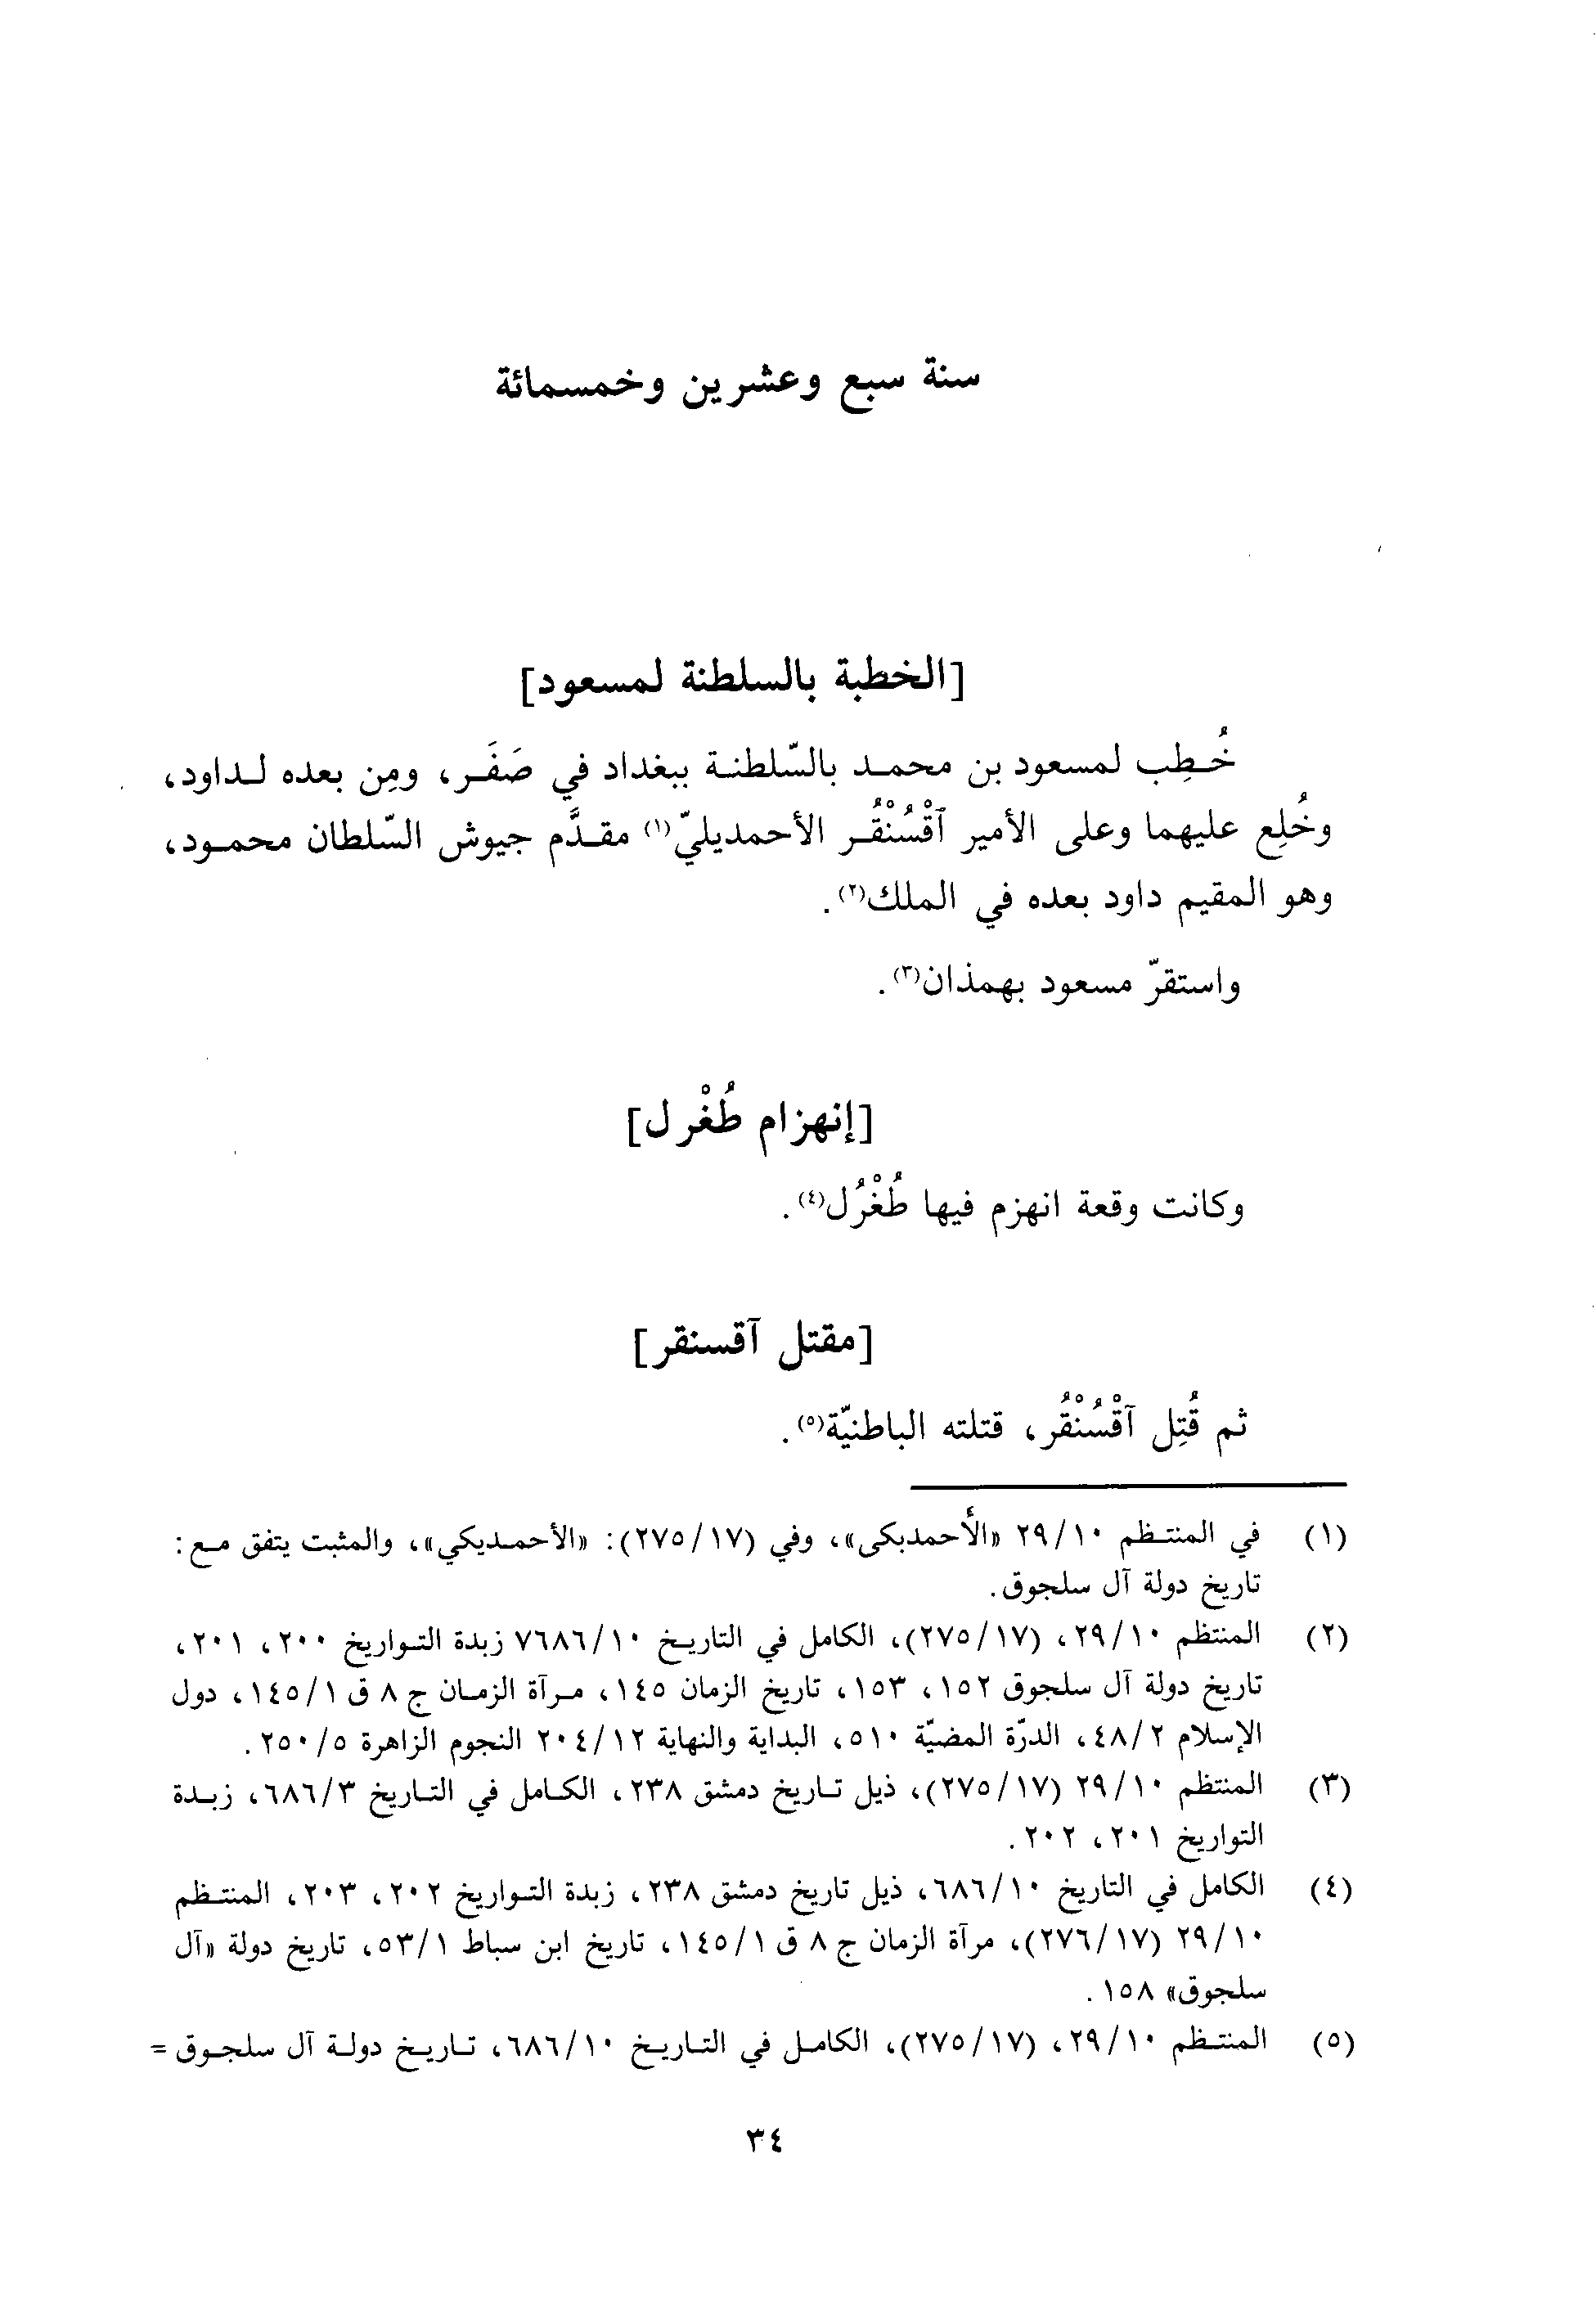 سنة سبع وعشرين وخمسمائة
[الخطبة بالسلطنة لمسعود]
خُطِب لمسعود بن محمد بالسّلطنة ببغداد في صَفَر، ومِن بعده لداود،
وخُلِع عليهما وعلى الأمير آقْسُنْقُر الأحمديليّ(١) مقدَّم جيوش السّلطان محمود،
وهو المقيم داود بعده في الملك(٢).
واستقرّ مسعود بهمذان(٣).
[إنهزام طُغْرل]
وكانت وقعة انهزم فيها طُغْرُل(٤).
[مقتل آقسنقر]
ثم قُتِل آقْسُنْقُر، قتلته الباطنيّة(٥).
(١) في المنتظم ٢٩/١٠ «الأحمدبكى»، وفي (٢٧٥/١٧): «الأحمديكي»، والمثبت يتفق مع:
تاريخ دولة آل سلجوق.
(٢) المنتظم ٢٩/١٠، (٢٧٥/١٧)، الكامل في التاريخ ٧٦٨٦/١٠ زبدة التواريخ ٢٠٠، ٢٠١،
تاريخ دولة آل سلجوق ١٥٢، ١٥٣، تاريخ الزمان ١٤٥، مرآة الزمان ج ٨ ق ١٤٥/١، دول
الإسلام ٤٨/٢، الدرّة المضيّة ٥١٠، البداية والنهاية ٢٠٤/١٢ النجوم الزاهرة ٢٥٠/٥.
(٣) المنتظم ٢٩/١٠ (٢٧٥/١٧)، ذيل تاريخ دمشق ٢٣٨، الكامل في التاريخ ٦٨٦/٣، زبدة
التواريخ ٢٠١، ٢٠٢.
(٤) الكامل في التاريخ ٦٨٦/١٠، ذيل تاريخ دمشق ٢٣٨، زبدة التواريخ ٢٠٢، ٢٠٣، المنتظم
٢٩/١٠ (٢٧٦/١٧)، مرآة الزمان ج ٨ ق ١٤٥/١، تاريخ ابن سباط ٥٣/١، تاريخ دولة «آل
سلجوق» ١٥٨.
(٥) المنتظم ٢٩/١٠، (٢٧٥/١٧)، الكامل في التاريخ ٦٨٦/١٠، تاريخ دولة آل سلجوق =
٣٤